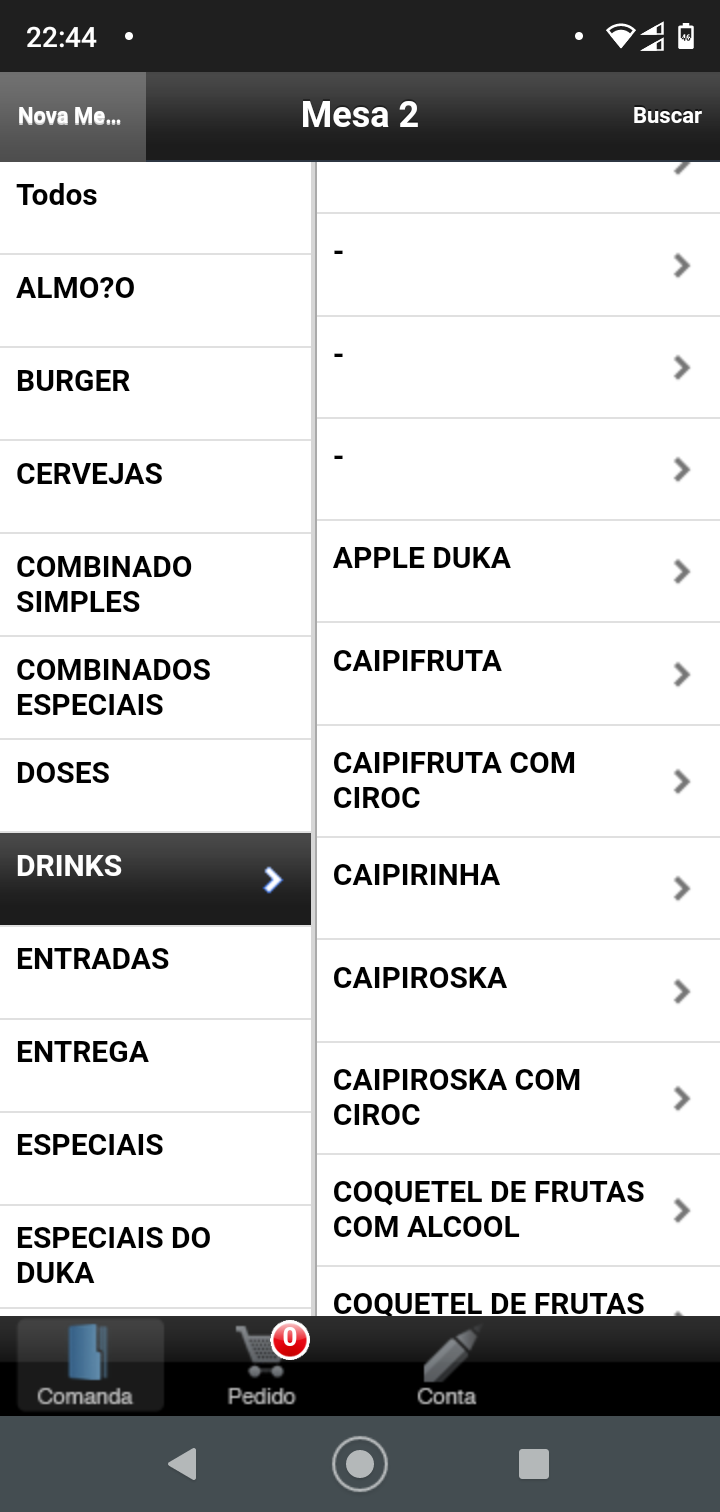 22:44
46
Nova Me...
Mesa 2
Buscar
Todos
ALMO?O
BURGER
CERVEJAS
COMBINADO
SIMPLES
COMBINADOS
ESPECIAIS
DOSES
DRINKS
ENTRADAS
ENTREGA
ESPECIAIS
ESPECIAIS DO
DUKA
-
-
-
APPLE DUKA
CAIPIFRUTA
CAIPIFRUTA COM
CIROC
CAIPIRINHA
CAIPIROSKA
CAIPIROSKA COM
CIROC
COQUETEL DE FRUTAS
COM ALCOOL
COQUETEL DE FRUTAS
Comanda
0
Pedido
Conta